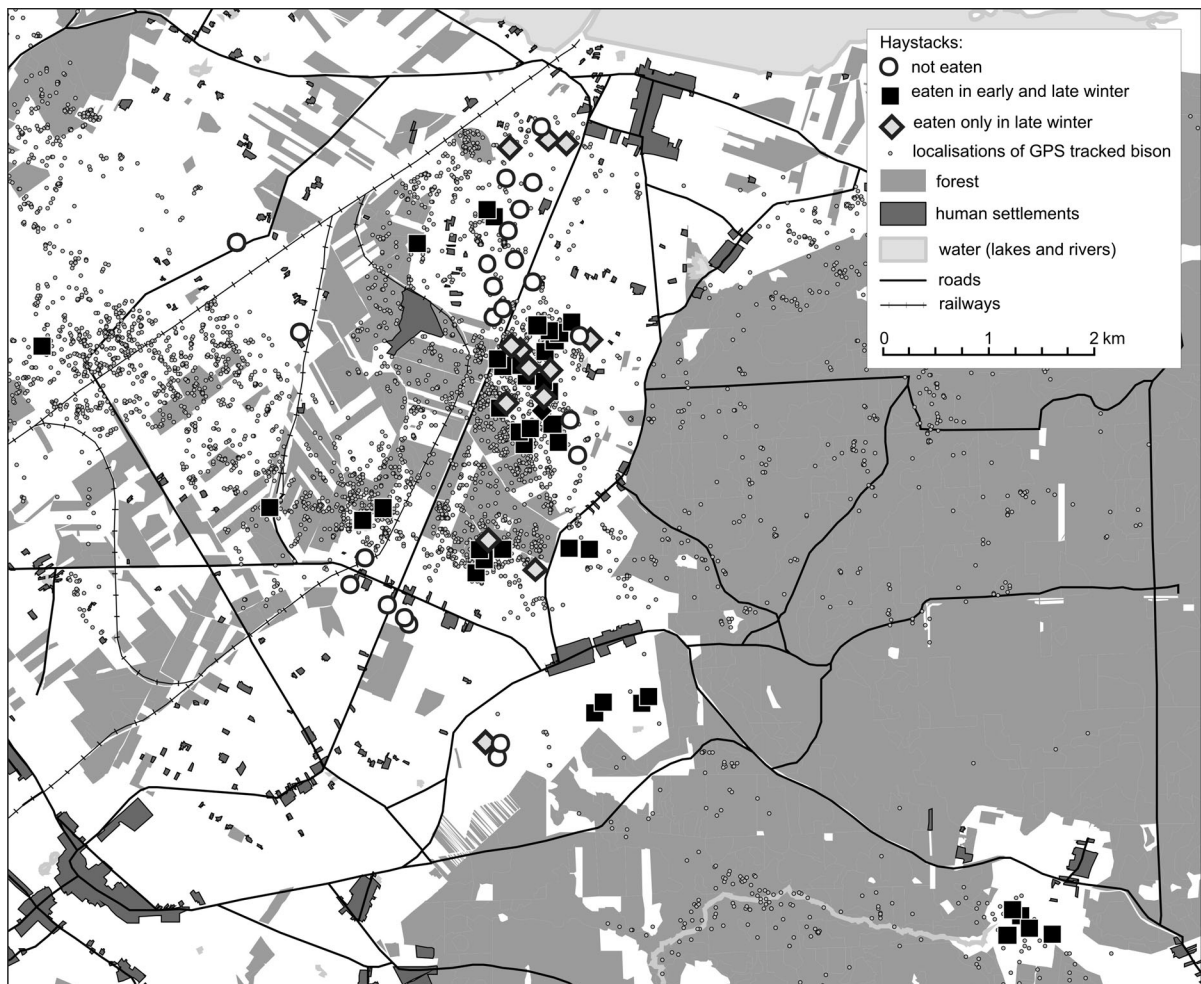 Haystacks:
not eaten
eaten in early and late winter
eaten only in late winter
localisations of GPS tracked bison
forest
human settlements
water (lakes and rivers)
roads
railways
0 1 2 km